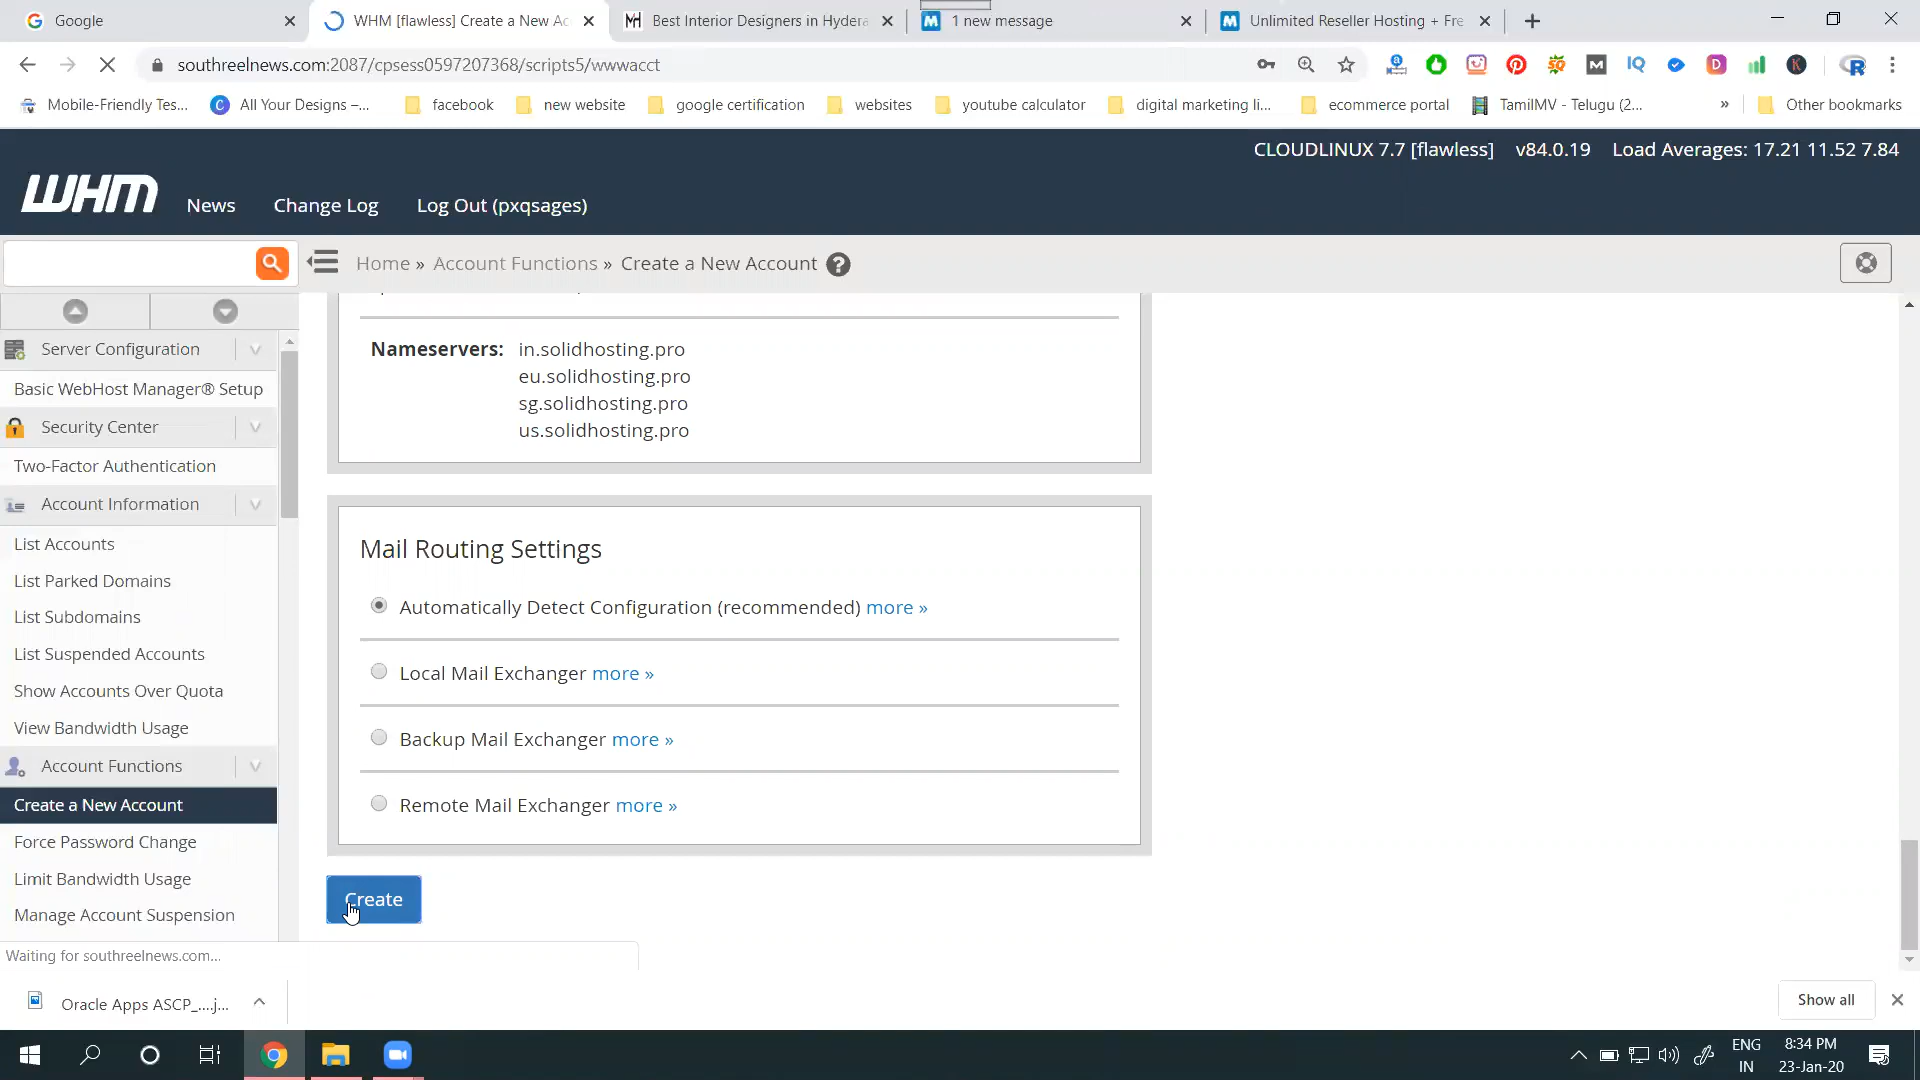 Google
WHM [flawless] Create a New Ac
Best Interior Designers in Hydera
1 new message
Unlimited Reseller Hosting + Fre
southreelnews.com:2087/cpsess0597207368/scripts5/wwwacct
Mobile-Friendly Tes...
All Your Designs –...
facebook
new website
google certification
websites
youtube calculator
digital marketing li...
ecommerce portal
TamilMV - Telugu (2...
»
Other bookmarks
CLOUDLINUX 7.7 [flawless] v84.0.19 Load Averages: 17.21 11.52 7.84
WHM
News
Change Log
Log Out (pxqsages)
Home » Account Functions » Create a New Account
Server Configuration
Basic WebHost Manager® Setup
Security Center
Two-Factor Authentication
Account Information
List Accounts
List Parked Domains
List Subdomains
List Suspended Accounts
Show Accounts Over Quota
View Bandwidth Usage
Account Functions
Create a New Account
Force Password Change
Limit Bandwidth Usage
Manage Account Suspension
Nameservers: in.solidhosting.pro
eu.solidhosting.pro
sg.solidhosting.pro
us.solidhosting.pro
Mail Routing Settings
Automatically Detect Configuration (recommended) more »
Local Mail Exchanger more »
Backup Mail Exchanger more »
Remote Mail Exchanger more »
Create
Waiting for southreelnews.com...
Oracle Apps ASCP_....j...
Show all
ENG
IN
8:34 PM
23-Jan-20